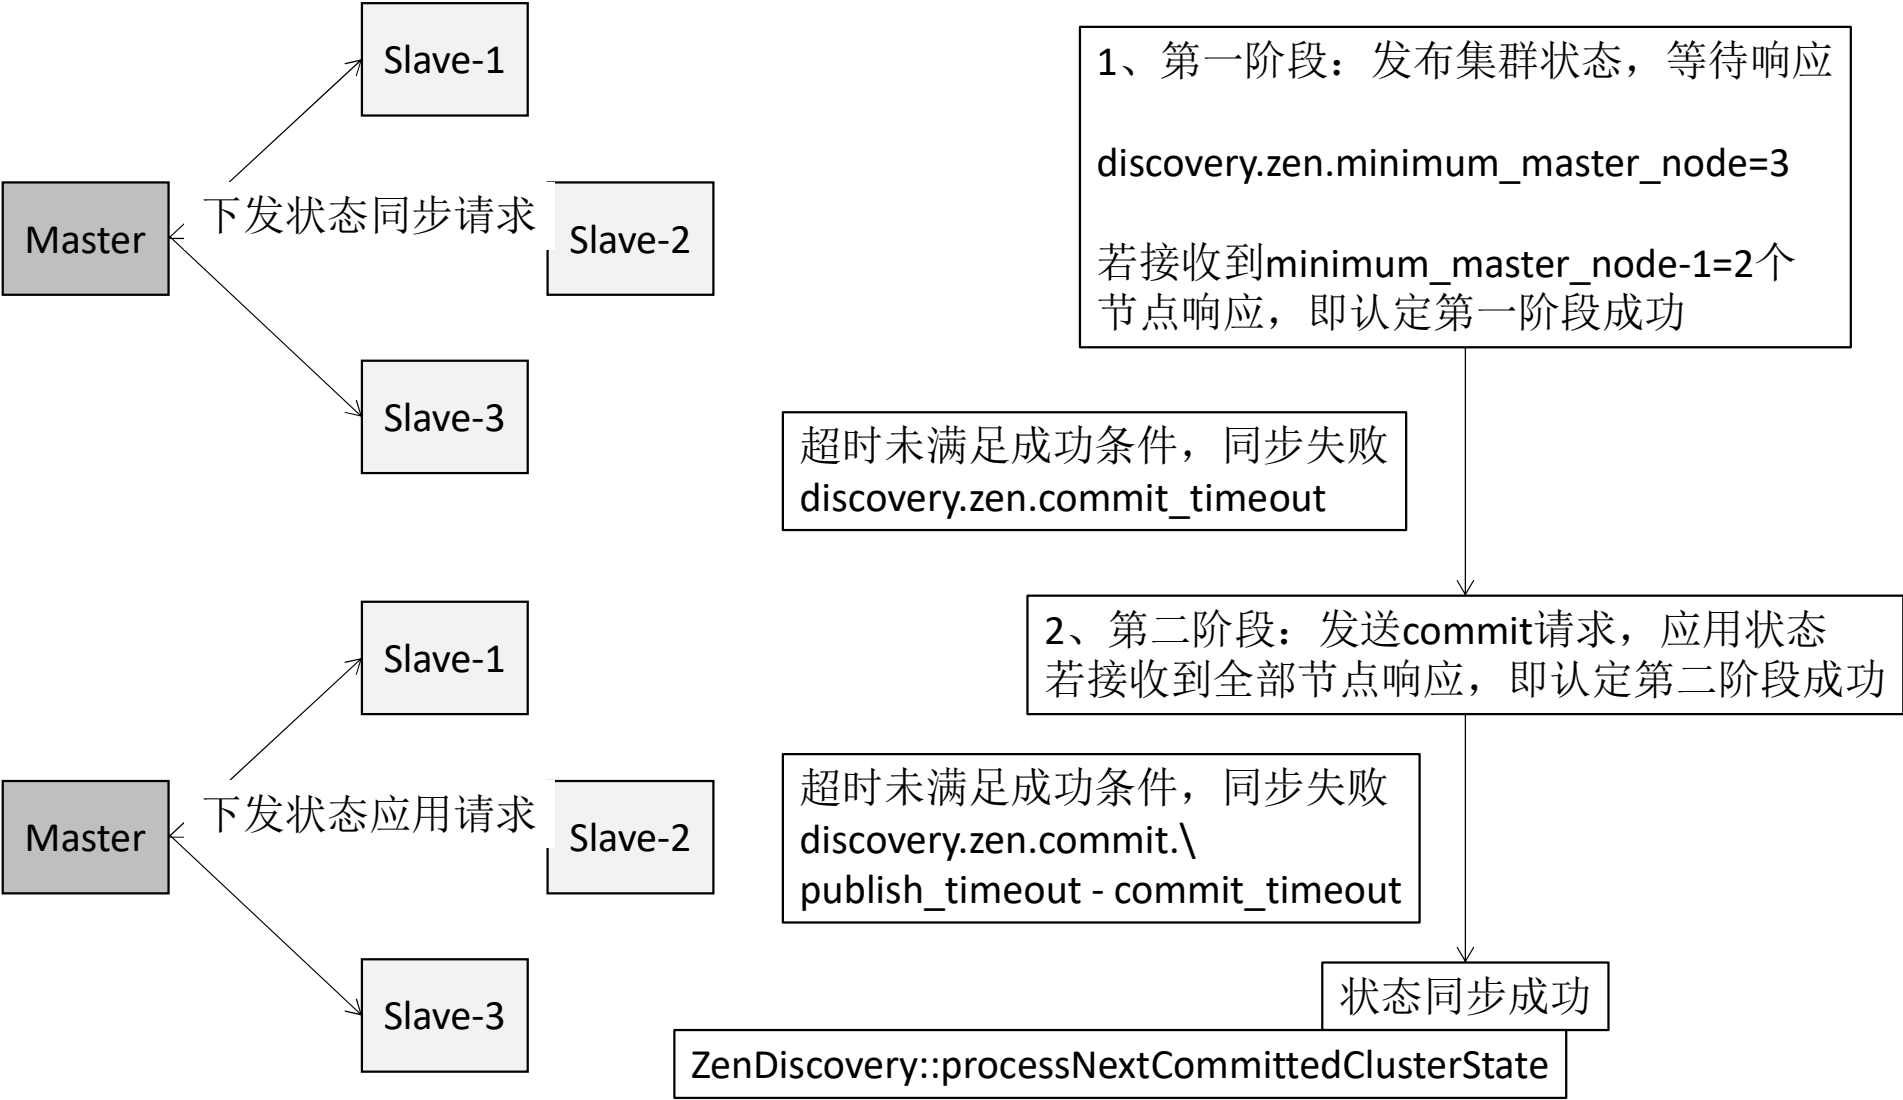 Slave-1
Master
下发状态同步请求
Slave-2
Slave-3
1、第一阶段：发布集群状态，等待响应
discovery.zen.minimum_master_node=3
若接收到minimum_master_node-1=2个
节点响应，即认定第一阶段成功
超时未满足成功条件，同步失败
discovery.zen.commit_timeout
Slave-1
Master
下发状态应用请求
Slave-2
Slave-3
2、第二阶段：发送commit请求，应用状态
若接收到全部节点响应，即认定第二阶段成功
超时未满足成功条件，同步失败
discovery.zen.commit.\
publish_timeout - commit_timeout
状态同步成功
ZenDiscovery::processNextCommittedClusterState